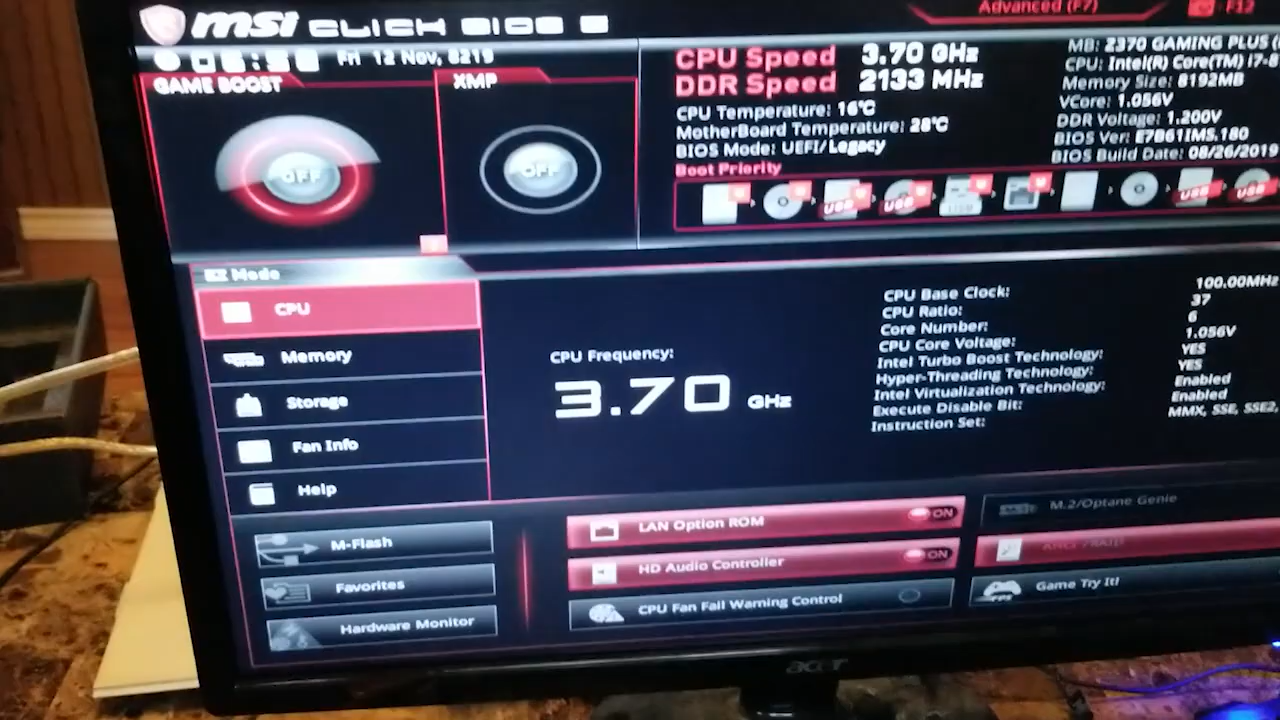 msi CLICK BIOS 5
Advanced (F7)
F12
Fri 12 Nov, 8219
GAME BOOST
XMP
OFF
OFF
CPU Speed 3.70 GHz
DDR Speed 2133 MHz
CPU Temperature: 16°C
MotherBoard Temperature: 28°C
BIOS Mode: UEFI/Legacy
Boot Priority
MB: Z370 GAMING PLUS
CPU: Intel(R) Core(TM) i7-8
Memory Size: 8192MB
VCore: 1.056V
DDR Voltage: 1.200V
BIOS Ver: E7B61IMS.180
BIOS Build Date: 08/26/2019
USB
USB
USB
USB
EZ Mode
CPU
Memory
Storage
Fan Info
Help
CPU Frequency:
3.70 GHz
CPU Base Clock: 100.00MHz
CPU Ratio: 37
Core Number: 6
CPU Core Voltage: 1.056V
Intel Turbo Boost Technology: YES
Hyper-Threading Technology: YES
Intel Virtualization Technology: Enabled
Execute Disable Bit: Enabled
Instruction Set: MMX, SSE, SSE2,
M-Flash
Favorites
Hardware Monitor
LAN Option ROM ON
HD Audio Controller ON
CPU Fan Fail Warning Control
M.2/Optane Genie
Game Try It!
acer